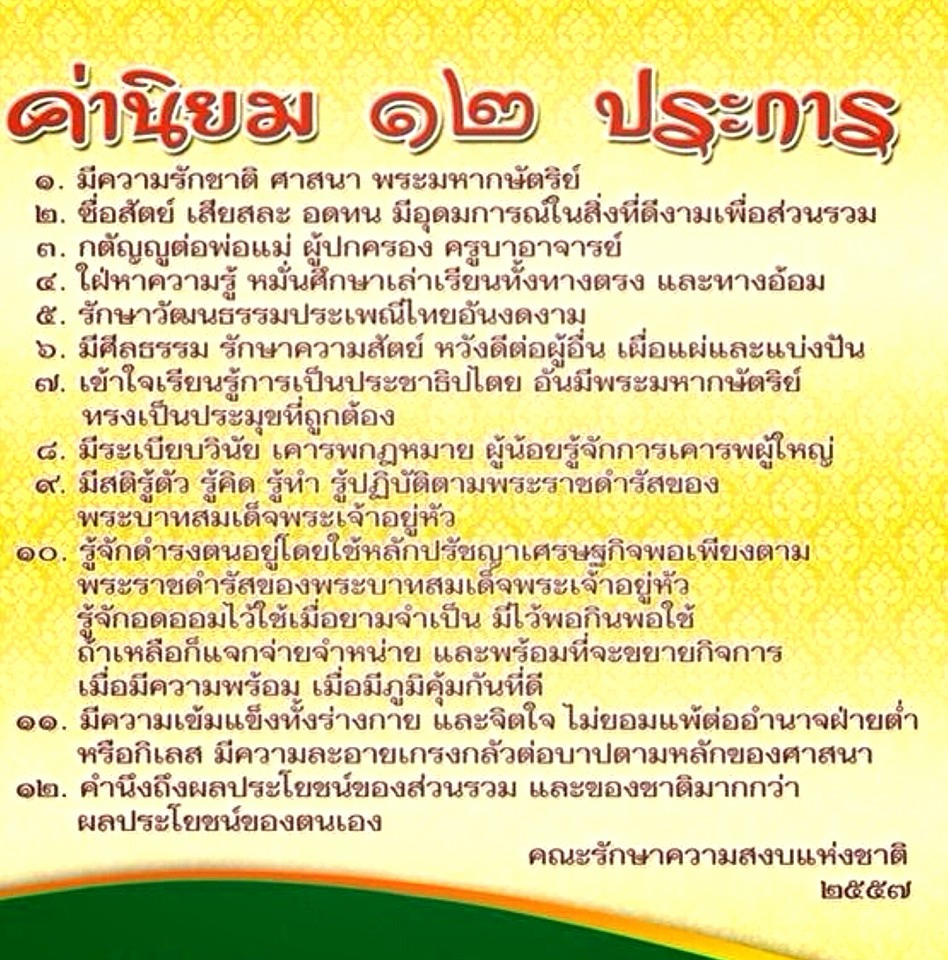 ค่านิยม ๑๒ ประการ
๑. มีความรักชาติ ศาสนา พระมหากษัตริย์
๒. ซื่อสัตย์ เสียสละ อดทน มีอุดมการณ์ในสิ่งที่ดีงามเพื่อส่วนรวม
๓. กตัญญูต่อพ่อแม่ ผู้ปกครอง ครูบาอาจารย์
๔. ใฝ่หาความรู้ หมั่นศึกษาเล่าเรียนทั้งทางตรง และทางอ้อม
๕. รักษาวัฒนธรรมประเพณีไทยอันงดงาม
๖. มีศีลธรรม รักษาความสัตย์ หวังดีต่อผู้อื่น เผื่อแผ่และแบ่งปัน
๗. เข้าใจเรียนรู้การเป็นประชาธิปไตย อันมีพระมหากษัตริย์
ทรงเป็นประมุขที่ถูกต้อง
๘. มีระเบียบวินัย เคารพกฎหมาย ผู้น้อยรู้จักการเคารพผู้ใหญ่
๙. มีสติรู้ตัว รู้คิด รู้ทำ รู้ปฏิบัติตามพระราชดำรัสของ
พระบาทสมเด็จพระเจ้าอยู่หัว
๑๐. รู้จักดำรงตนอยู่โดยใช้หลักปรัชญาเศรษฐกิจพอเพียงตาม
พระราชดำรัสของพระบาทสมเด็จพระเจ้าอยู่หัว
รู้จักอดออมไว้ใช้เมื่อยามจำเป็น มีไว้พอกินพอใช้
ถ้าเหลือก็แจกจ่ายจำหน่าย และพร้อมที่จะขยายกิจการ
เมื่อมีความพร้อม เมื่อมีภูมิคุ้มกันที่ดี
๑๑. มีความเข้มแข็งทั้งร่างกาย และจิตใจ ไม่ยอมแพ้ต่ออำนาจฝ่ายต่ำ
หรือกิเลส มีความละอายเกรงกลัวต่อบาปตามหลักของศาสนา
๑๒. คำนึงถึงผลประโยชน์ของส่วนรวม และของชาติมากกว่า
ผลประโยชน์ของตนเอง
คณะรักษาความสงบแห่งชาติ
๒๕๕๗